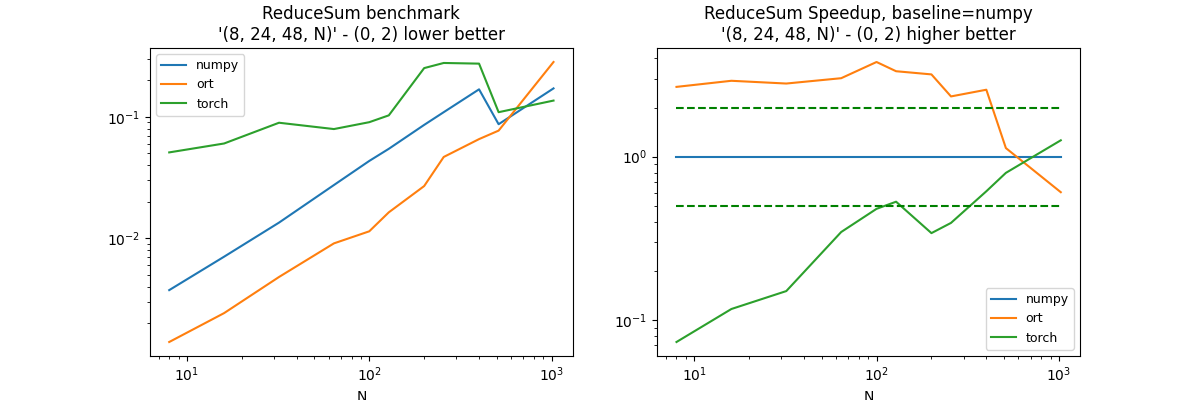 ReduceSum benchmark
'(8, 24, 48, N)' - (0, 2) lower better
numpy
ort
torch
10⁻¹
10⁻²
10¹
10²
10³
N
ReduceSum Speedup, baseline=numpy
'(8, 24, 48, N)' - (0, 2) higher better
10⁰
10⁻¹
numpy
ort
torch
10¹
10²
10³
N